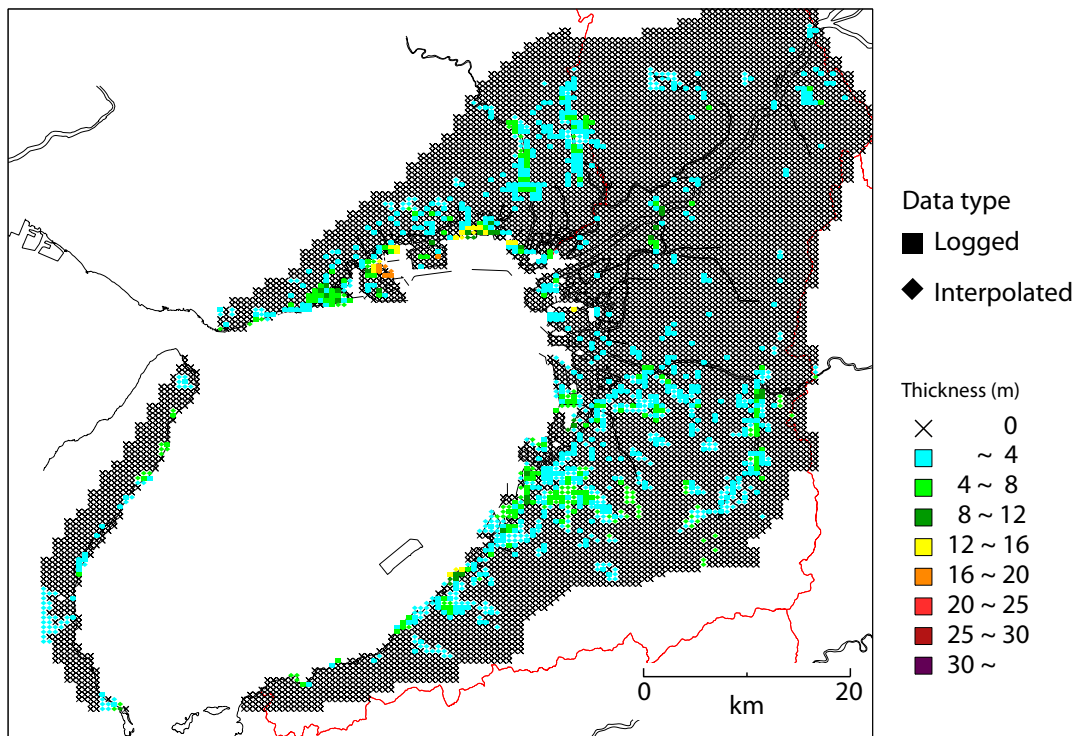 Data type
Logged
Interpolated
Thickness (m)
0
~ 4
4 ~ 8
8 ~ 12
12 ~ 16
16 ~ 20
20 ~ 25
25 ~ 30
30 ~
0 20
km